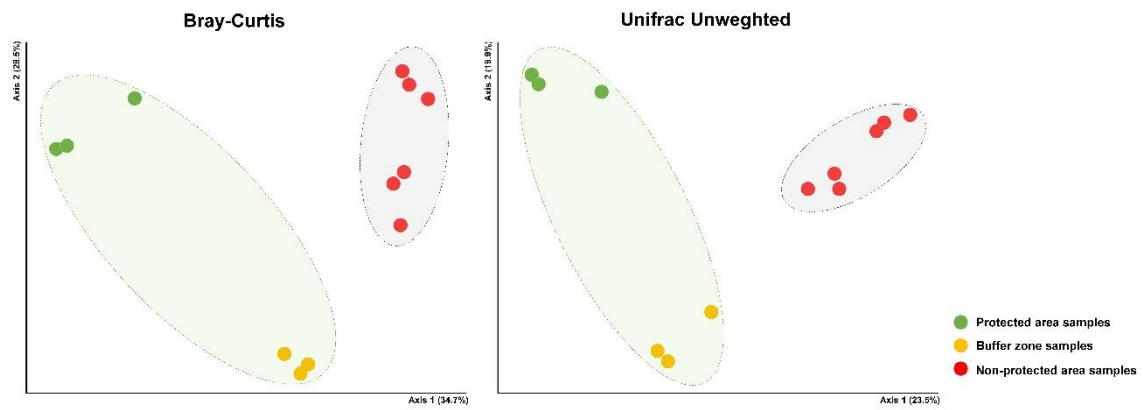 Bray-Curtis
Axis 2 (28.5%)
Axis 1 (34.7%)
Unifrac Unweghted
Axis 2 (19.9%)
Axis 1 (23.5%)
Protected area samples
Buffer zone samples
Non-protected area samples